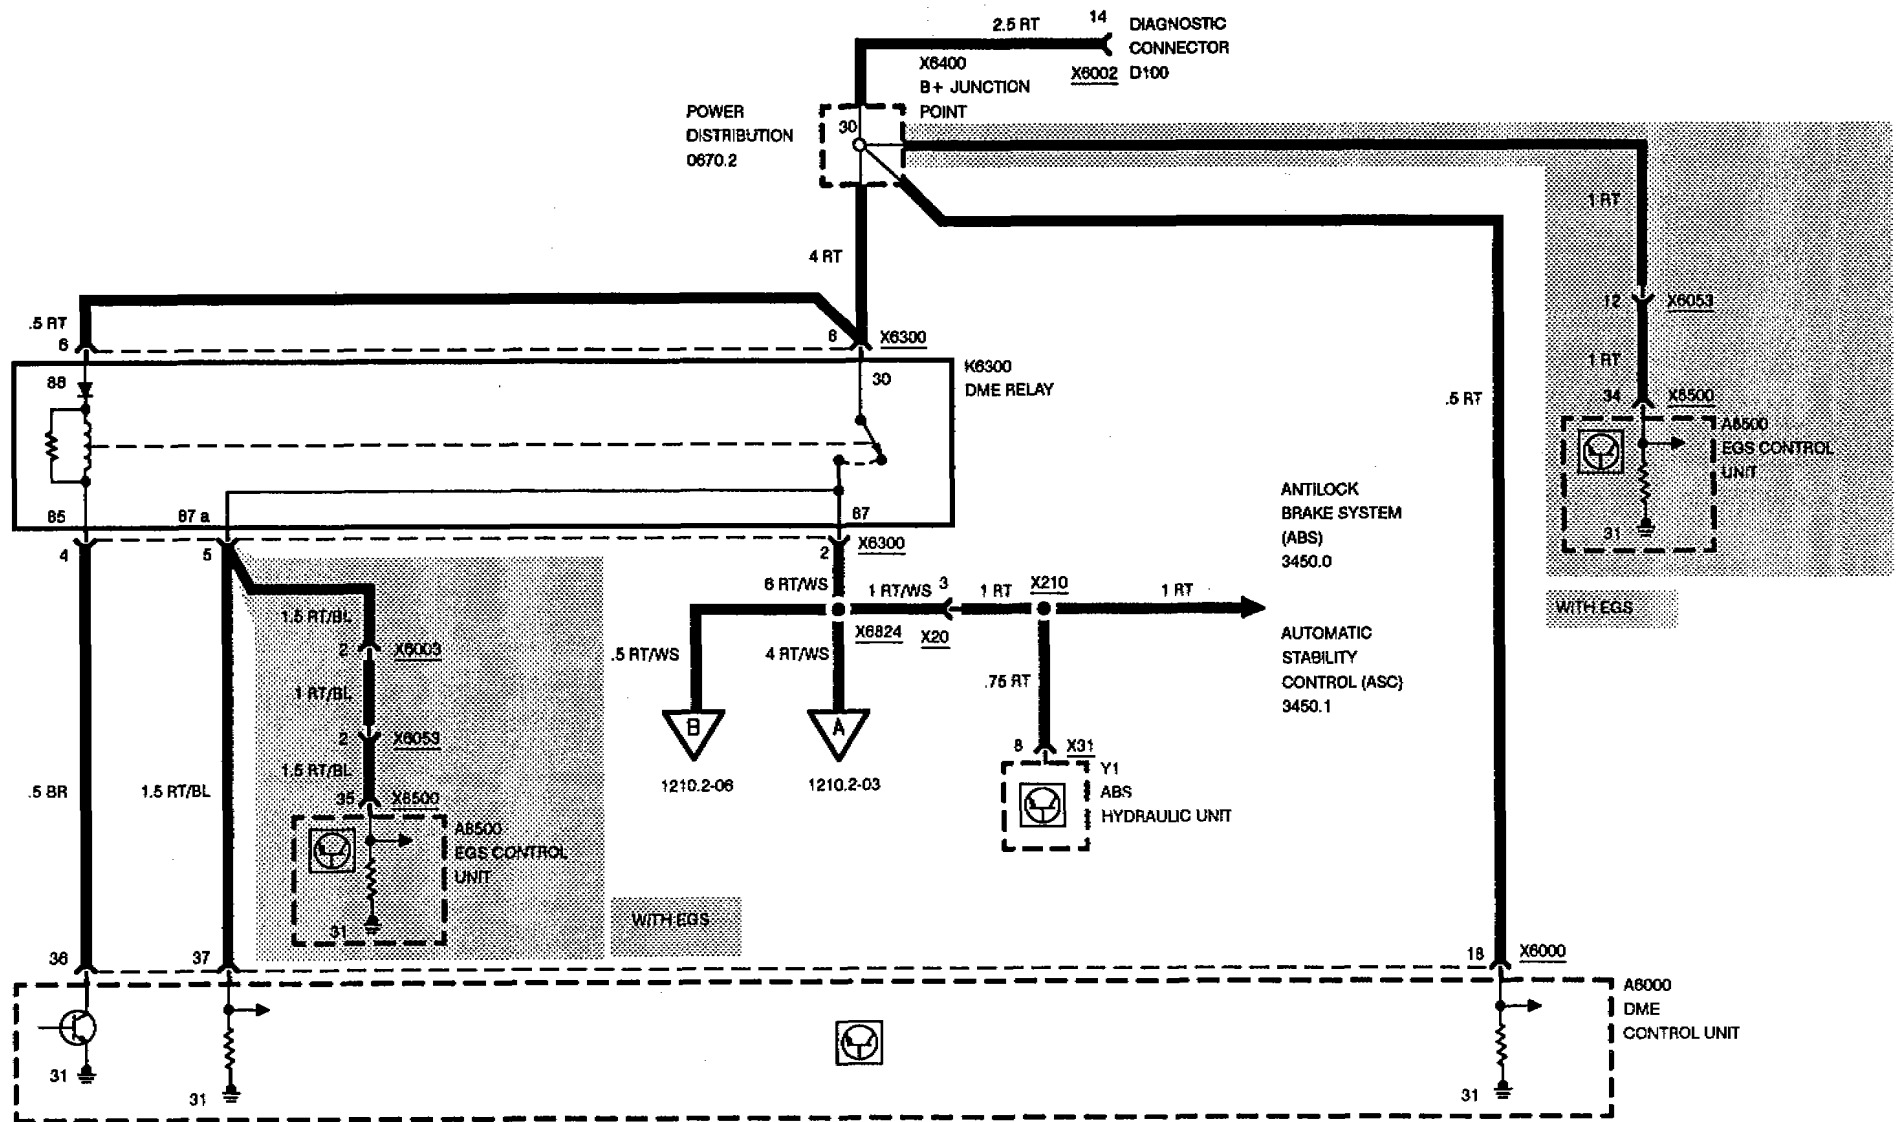 2.5 RT
14
DIAGNOSTIC
CONNECTOR
D100
X6002
X6400
B+ JUNCTION
POINT
POWER
DISTRIBUTION
0670.2
30
4 RT
1 RT
12
X6053
1 RT
34
X8500
A8500
EGS CONTROL
UNIT
31
WITH EGS
.5 RT
6
8
X6300
K6300
DME RELAY
88
30
85
87 a
87
4
5
2
X6300
.5 RT
6 RT/WS
1 RT/WS
3
1 RT
X210
1 RT
X6824
X20
.5 RT/WS
4 RT/WS
.75 RT
ANTILOCK
BRAKE SYSTEM
(ABS)
3450.0
AUTOMATIC
STABILITY
CONTROL (ASC)
3450.1
B
1210.2-06
A
1210.2-03
8
X31
Y1
ABS
HYDRAULIC UNIT
1.5 RT/BL
2
X6003
1 RT/BL
2
X6053
1.5 RT/BL
35
X8500
A8500
EGS CONTROL
UNIT
31
WITH EGS
.5 BR
1.5 RT/BL
36
37
18
X6000
A6000
DME
CONTROL UNIT
31
31
31